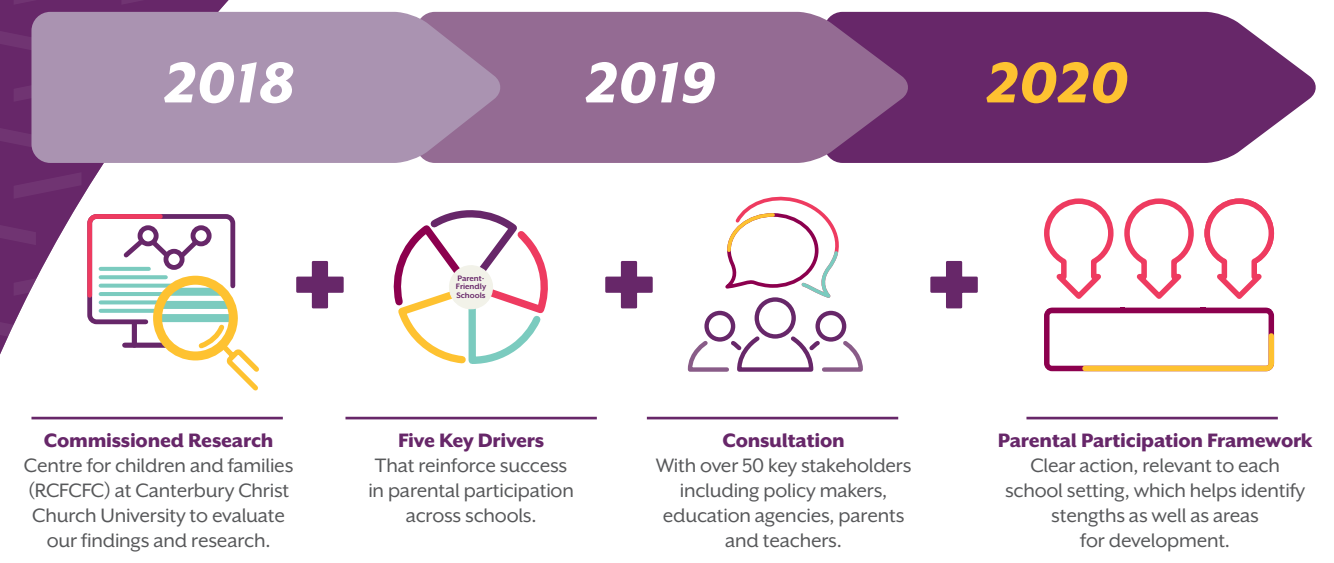 2018
2019
2020
Parent-
Friendly
Schools
Commissioned Research
Centre for children and families
(RCFCFC) at Canterbury Christ
Church University to evaluate
our findings and research.
Five Key Drivers
That reinforce success
in parental participation
across schools.
Consultation
With over 50 key stakeholders
including policy makers,
education agencies, parents
and teachers.
Parental Participation Framework
Clear action, relevant to each
school setting, which helps identify
stengths as well as areas
for development.